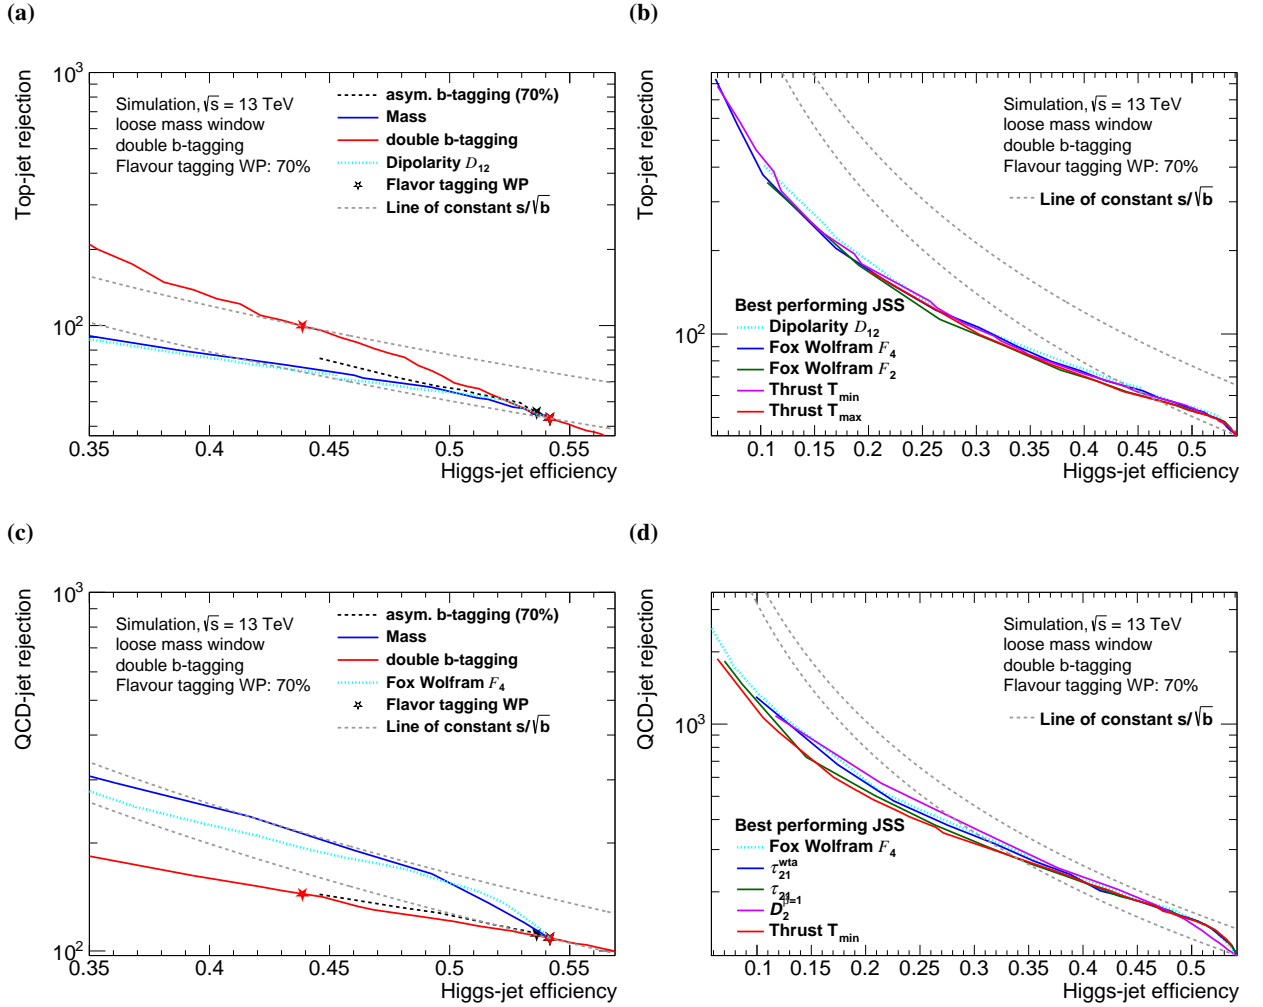 (a)
Top-jet rejection
10³
10²
Simulation, √s = 13 TeV
loose mass window
double b-tagging
Flavour tagging WP: 70%
asym. b-tagging (70%)
Mass
double b-tagging
Dipolarity D₁₂
Flavor tagging WP
Line of constant s/√b
0.35 0.4 0.45 0.5 0.55
Higgs-jet efficiency
(b)
Top-jet rejection
10²
Simulation, √s = 13 TeV
loose mass window
double b-tagging
Flavour tagging WP: 70%
Line of constant s/√b
Best performing JSS
Dipolarity D₁₂
Fox Wolfram F₄
Fox Wolfram F₂
Thrust T_min
Thrust T_max
0.1 0.15 0.2 0.25 0.3 0.35 0.4 0.45 0.5
Higgs-jet efficiency
(c)
QCD-jet rejection
10³
10²
Simulation, √s = 13 TeV
loose mass window
double b-tagging
Flavour tagging WP: 70%
asym. b-tagging (70%)
Mass
double b-tagging
Fox Wolfram F₄
Flavor tagging WP
Line of constant s/√b
0.35 0.4 0.45 0.5 0.55
Higgs-jet efficiency
(d)
QCD-jet rejection
10³
Simulation, √s = 13 TeV
loose mass window
double b-tagging
Flavour tagging WP: 70%
Line of constant s/√b
Best performing JSS
Fox Wolfram F₄
τ₂₁^wta
τ₂₁
D₂^β=1
Thrust T_min
0.1 0.15 0.2 0.25 0.3 0.35 0.4 0.45 0.5
Higgs-jet efficiency